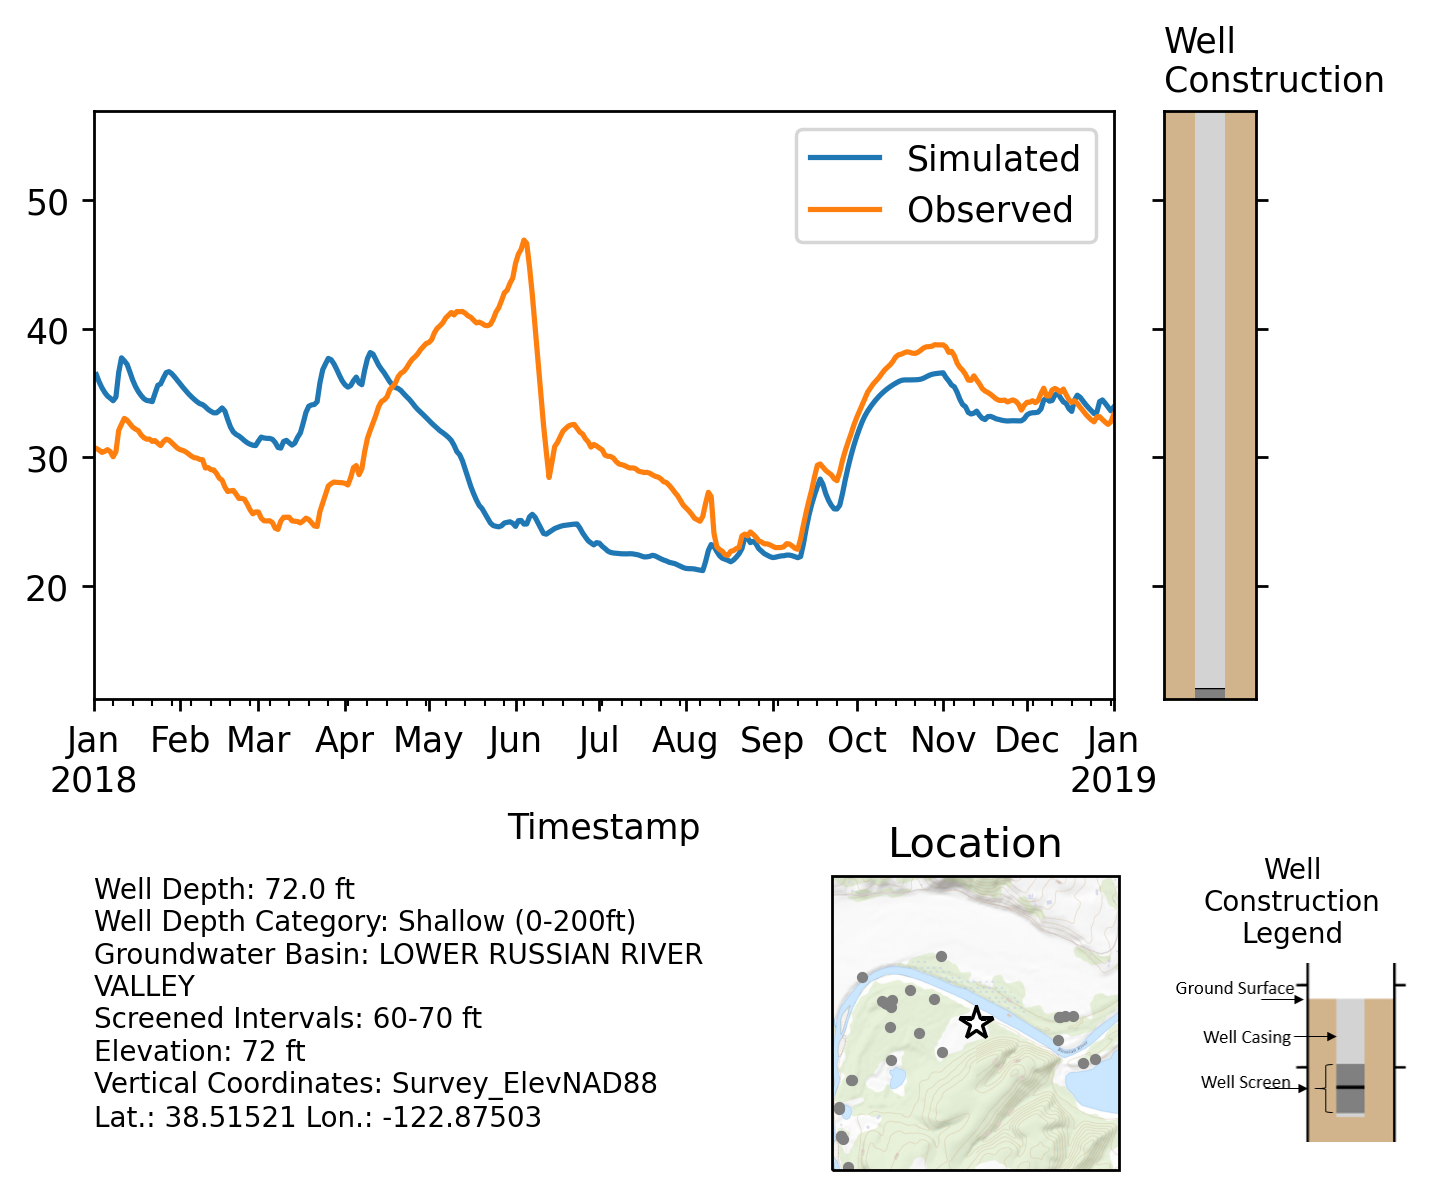 Well
Construction
Simulated
Observed
50
40
30
20
Jan Feb Mar Apr May Jun Jul Aug Sep Oct Nov Dec Jan
2018 2019
Timestamp
Well Depth: 72.0 ft
Well Depth Category: Shallow (0-200ft)
Groundwater Basin: LOWER RUSSIAN RIVER
VALLEY
Screened Intervals: 60-70 ft
Elevation: 72 ft
Vertical Coordinates: Survey_ElevNAD88
Lat.: 38.51521 Lon.: -122.87503
Location
Russian River
Well
Construction
Legend
Ground Surface
Well Casing
Well Screen